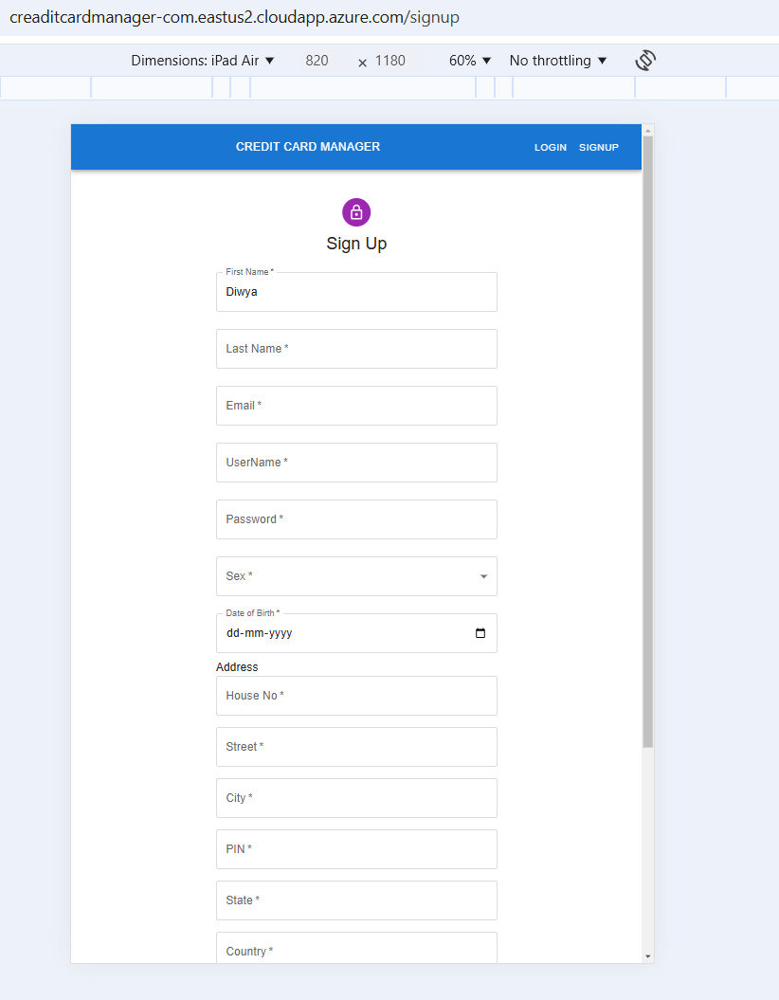 creaditcardmanager-com.eastus2.cloudapp.azure.com/signup
Dimensions: iPad Air 820 × 1180 60% No throttling
CREDIT CARD MANAGER LOGIN SIGNUP
Sign Up
First Name *
Diwya
Last Name *
Email *
UserName *
Password *
Sex *
Date of Birth *
dd-mm-yyyy
Address
House No *
Street *
City *
PIN *
State *
Country *